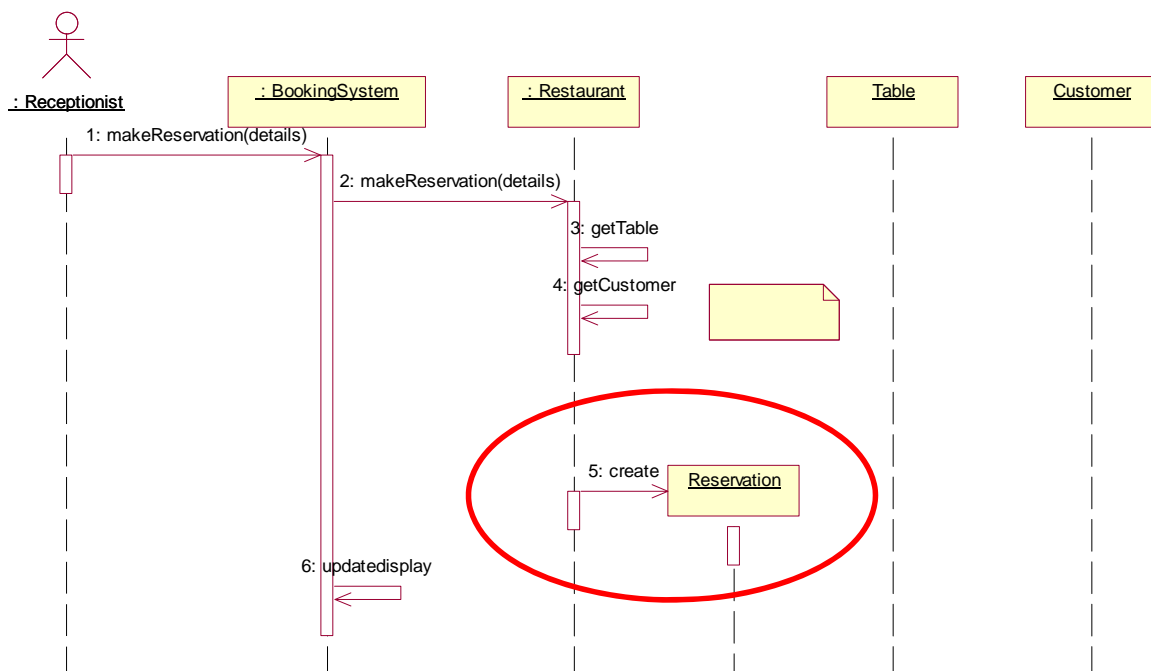 : Receptionist
: BookingSystem
: Restaurant
Table
Customer
1: makeReservation(details)
2: makeReservation(details)
3: getTable
4: getCustomer
5: create
Reservation
6: updatedisplay